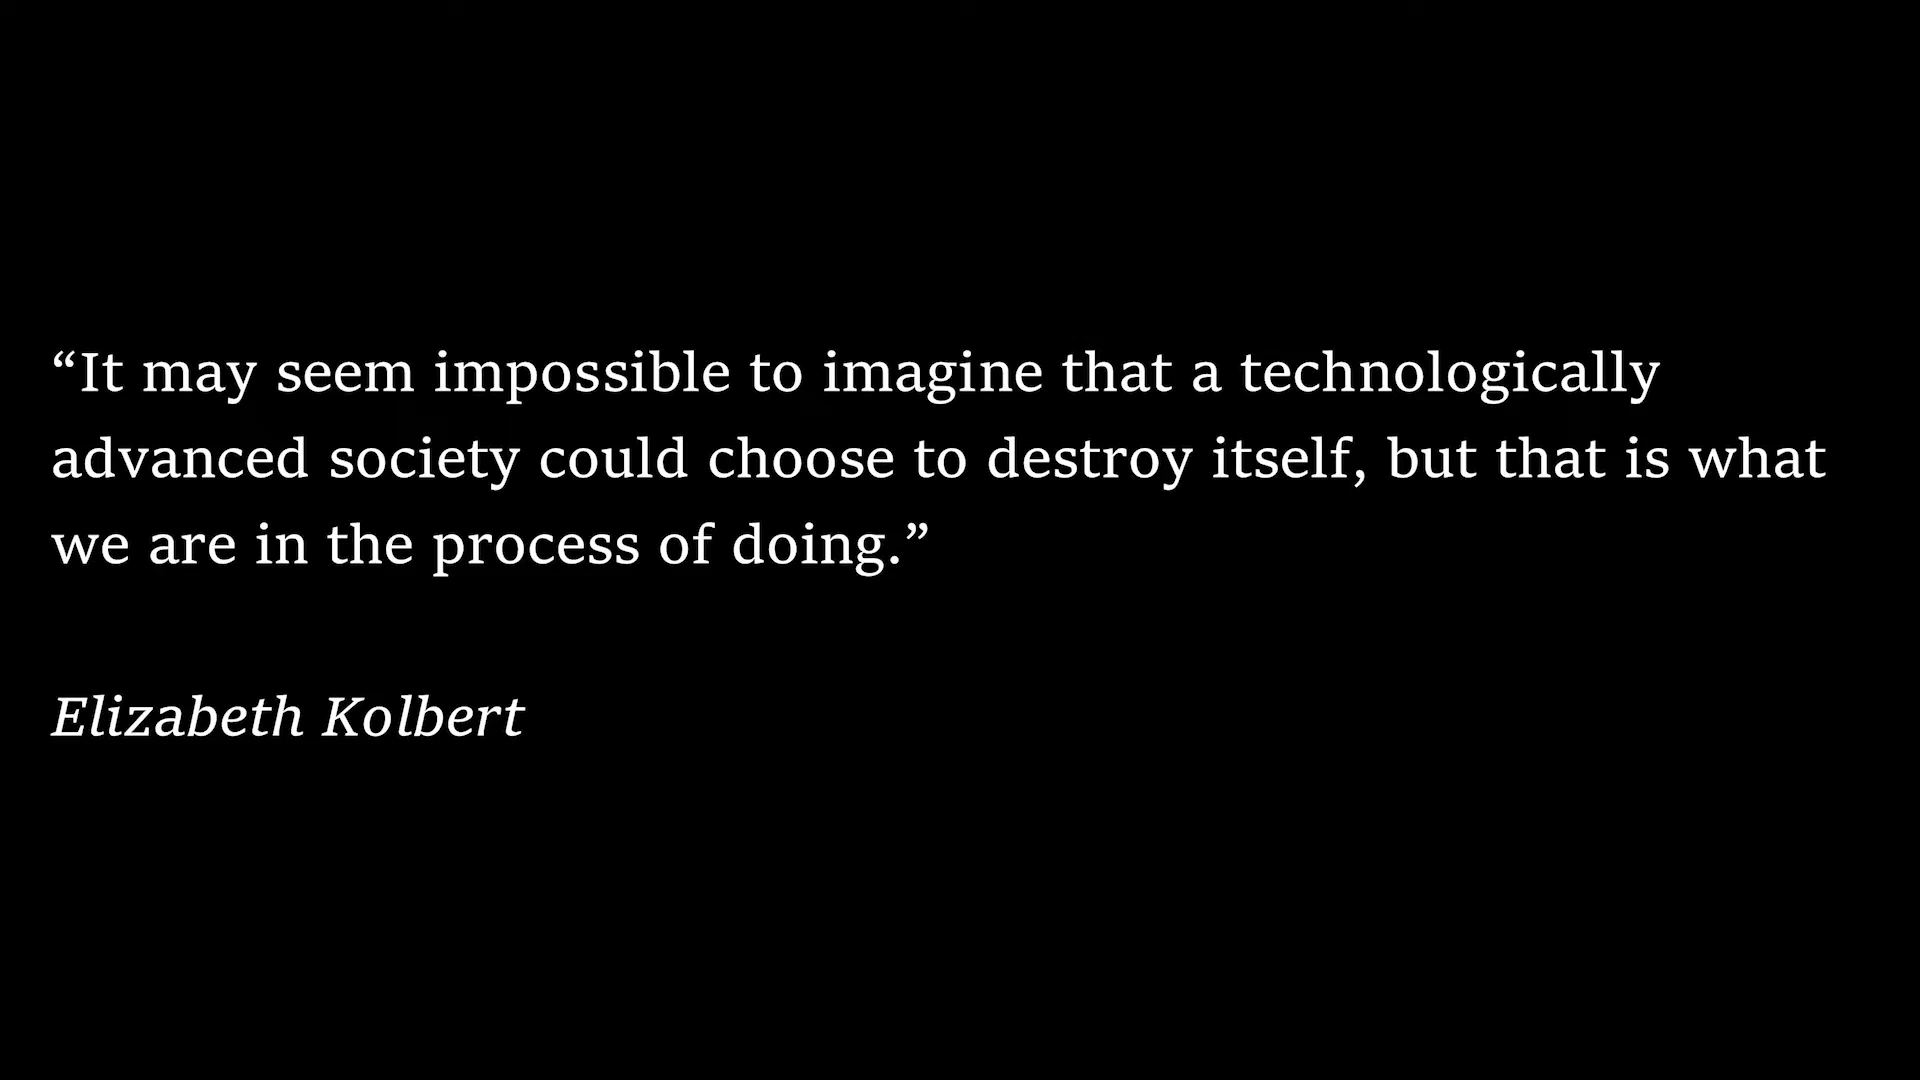 “It may seem impossible to imagine that a technologically
advanced society could choose to destroy itself, but that is what
we are in the process of doing.”
Elizabeth Kolbert